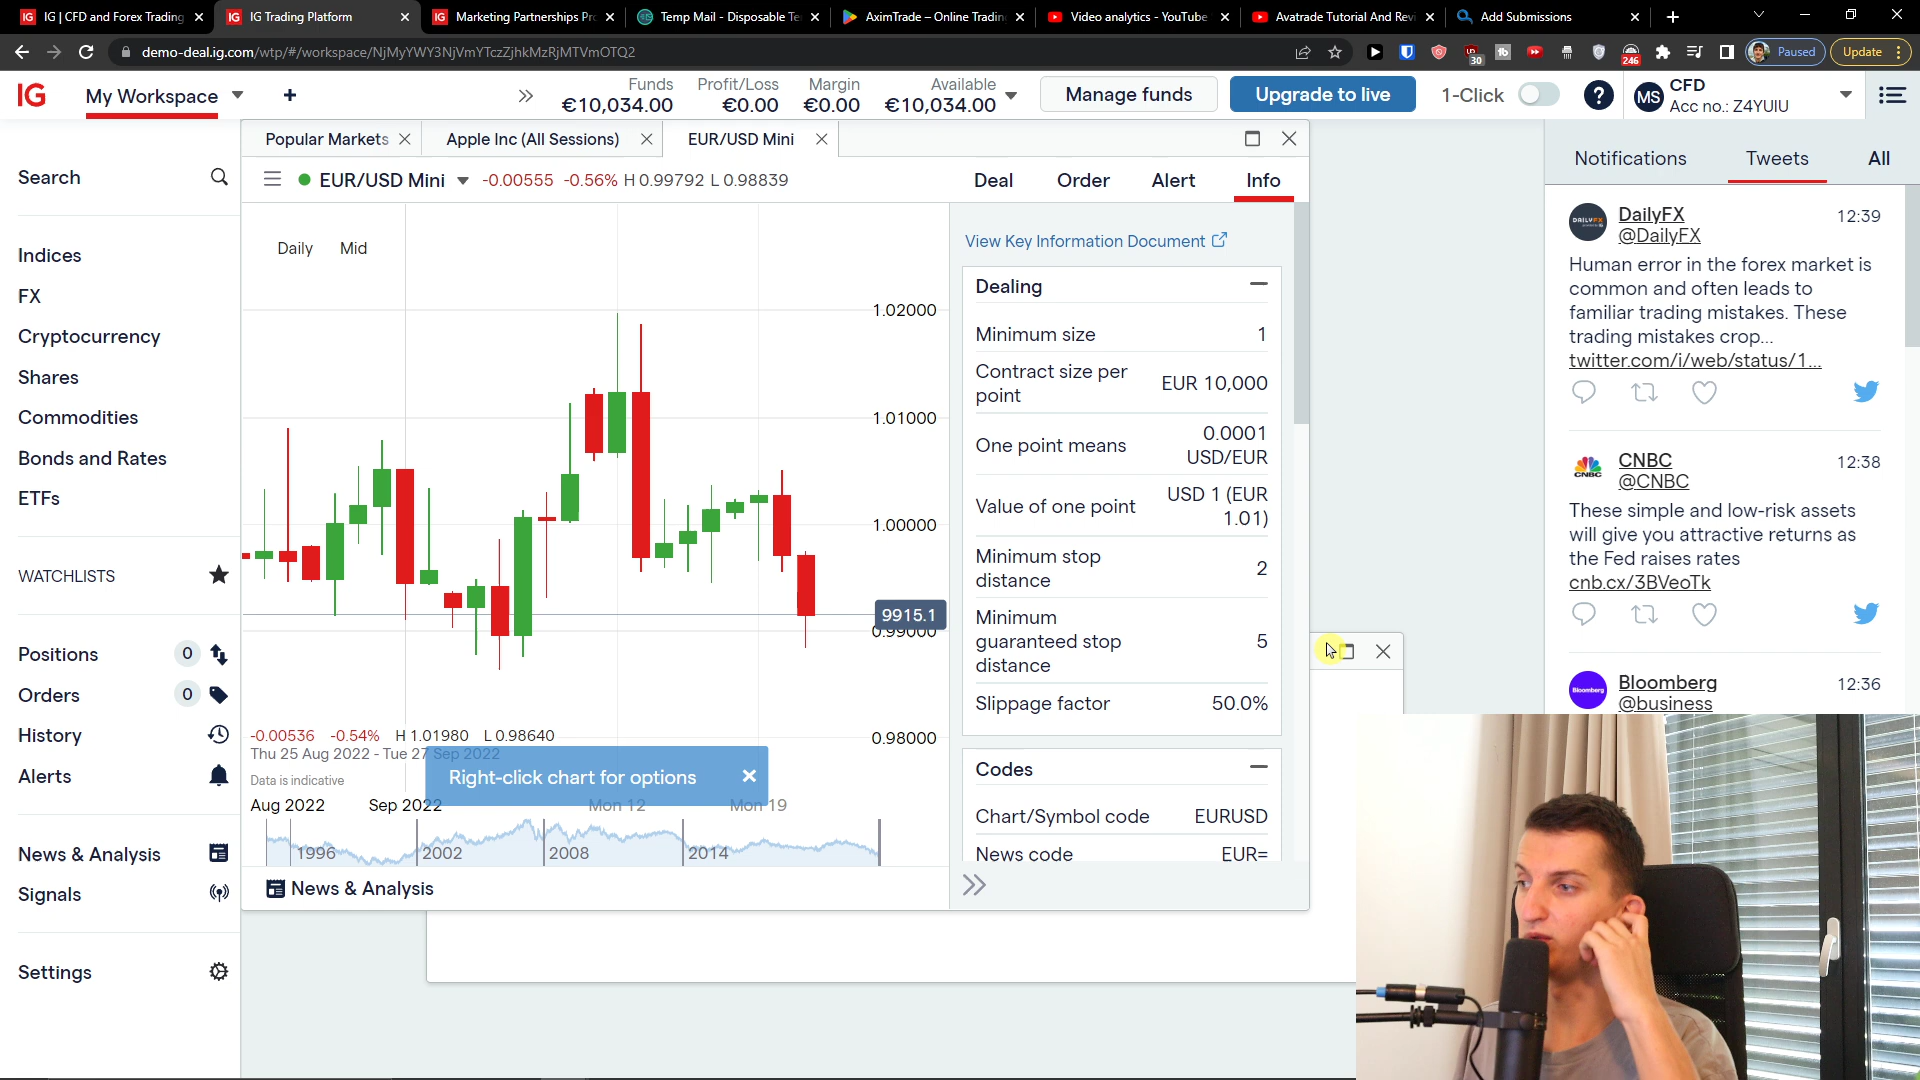 IG | CFD and Forex Trading
IG Trading Platform
Marketing Partnerships Pr
Temp Mail - Disposable Te
AximTrade – Online Tradin
Video analytics - YouTube
Avatrade Tutorial And Rev
Add Submissions
demo-deal.ig.com/wtp/#/workspace/NjMyYWY3NjVmYTczZjhkMzRjMTVmOTQ2
30
246
Paused
Update
IG
My Workspace
Funds
€10,034.00
Profit/Loss
€0.00
Margin
€0.00
Available
€10,034.00
Manage funds
Upgrade to live
1-Click
MS
CFD
Acc no.: Z4YUIU
Search
Indices
FX
Cryptocurrency
Shares
Commodities
Bonds and Rates
ETFs
WATCHLISTS
Positions 0
Orders 0
History
Alerts
News & Analysis
Signals
Settings
Popular Markets
Apple Inc (All Sessions)
EUR/USD Mini
EUR/USD Mini -0.00555 -0.56% H 0.99792 L 0.98839
Deal
Order
Alert
Info
Daily Mid
1.02000
1.01000
1.00000
9915.1
0.99000
0.98000
-0.00536 -0.54% H 1.01980 L 0.98640
Thu 25 Aug 2022 - Tue 27 Sep 2022
Data is indicative
Right-click chart for options
Aug 2022
Sep 2022
Mon 12
Mon 19
1996
2002
2008
2014
News & Analysis
View Key Information Document
Dealing
Minimum size 1
Contract size per point EUR 10,000
One point means 0.0001 USD/EUR
Value of one point USD 1 (EUR 1.01)
Minimum stop distance 2
Minimum guaranteed stop distance 5
Slippage factor 50.0%
Codes
Chart/Symbol code EURUSD
News code EUR=
Notifications
Tweets
All
DailyFX 12:39
@DailyFX
Human error in the forex market is
common and often leads to
familiar trading mistakes. These
trading mistakes crop...
twitter.com/i/web/status/1...
CNBC
CNBC 12:38
@CNBC
These simple and low-risk assets
will give you attractive returns as
the Fed raises rates
cnb.cx/3BVeoTk
Bloomberg
Bloomberg 12:36
@business